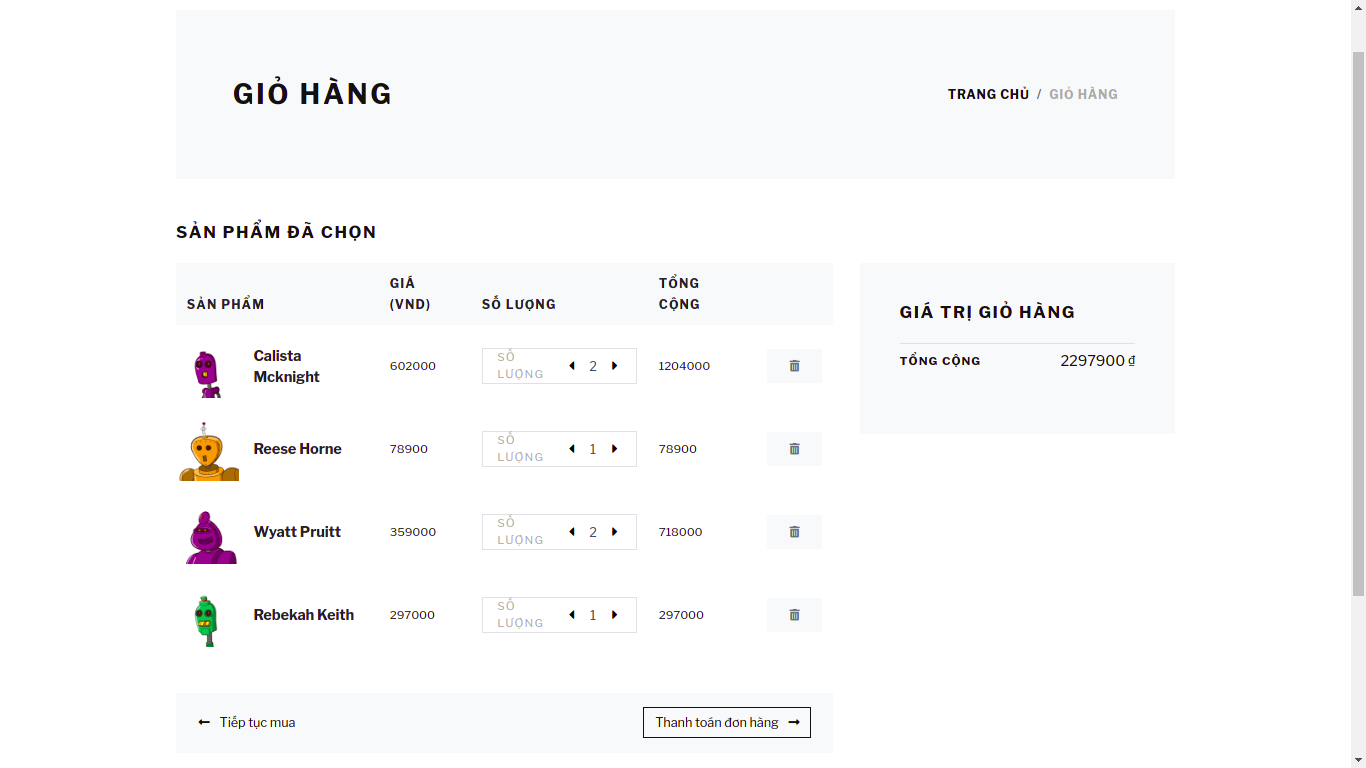 GIỎ HÀNG
TRANG CHỦ / GIỎ HÀNG
SẢN PHẨM ĐÃ CHỌN
SẢN PHẨM
GIÁ
(VND)
SỐ LƯỢNG
TỔNG
CỘNG
Calista
Mcknight
602000
SỐ
LƯỢNG
2
1204000
Reese Horne
78900
SỐ
LƯỢNG
1
78900
Wyatt Pruitt
359000
SỐ
LƯỢNG
2
718000
Rebekah Keith
297000
SỐ
LƯỢNG
1
297000
Tiếp tục mua
Thanh toán đơn hàng
GIÁ TRỊ GIỎ HÀNG
TỔNG CỘNG 2297900 ₫